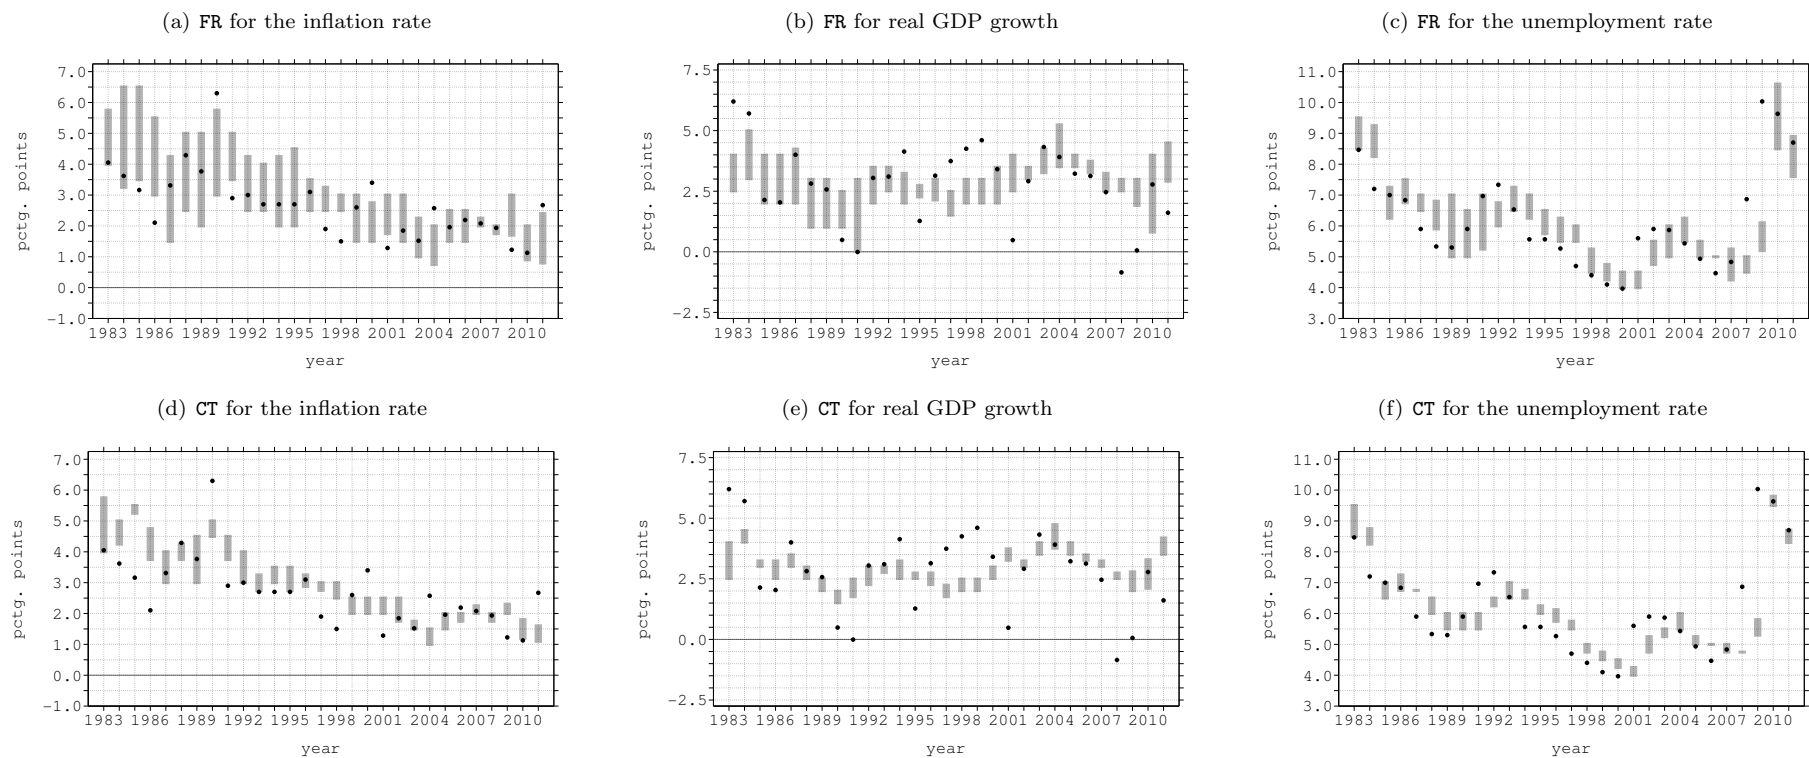 (a) FR for the inflation rate
7.0
6.0
5.0
4.0
3.0
2.0
1.0
0.0
−1.0
pctg. points
1983 1986 1989 1992 1995 1998 2001 2004 2007 2010
year
(b) FR for real GDP growth
7.5
5.0
2.5
0.0
−2.5
pctg. points
1983 1986 1989 1992 1995 1998 2001 2004 2007 2010
year
(c) FR for the unemployment rate
11.0
10.0
9.0
8.0
7.0
6.0
5.0
4.0
3.0
pctg. points
1983 1986 1989 1992 1995 1998 2001 2004 2007 2010
year
(d) CT for the inflation rate
7.0
6.0
5.0
4.0
3.0
2.0
1.0
0.0
−1.0
pctg. points
1983 1986 1989 1992 1995 1998 2001 2004 2007 2010
year
(e) CT for real GDP growth
7.5
5.0
2.5
0.0
−2.5
pctg. points
1983 1986 1989 1992 1995 1998 2001 2004 2007 2010
year
(f) CT for the unemployment rate
11.0
10.0
9.0
8.0
7.0
6.0
5.0
4.0
3.0
pctg. points
1983 1986 1989 1992 1995 1998 2001 2004 2007 2010
year